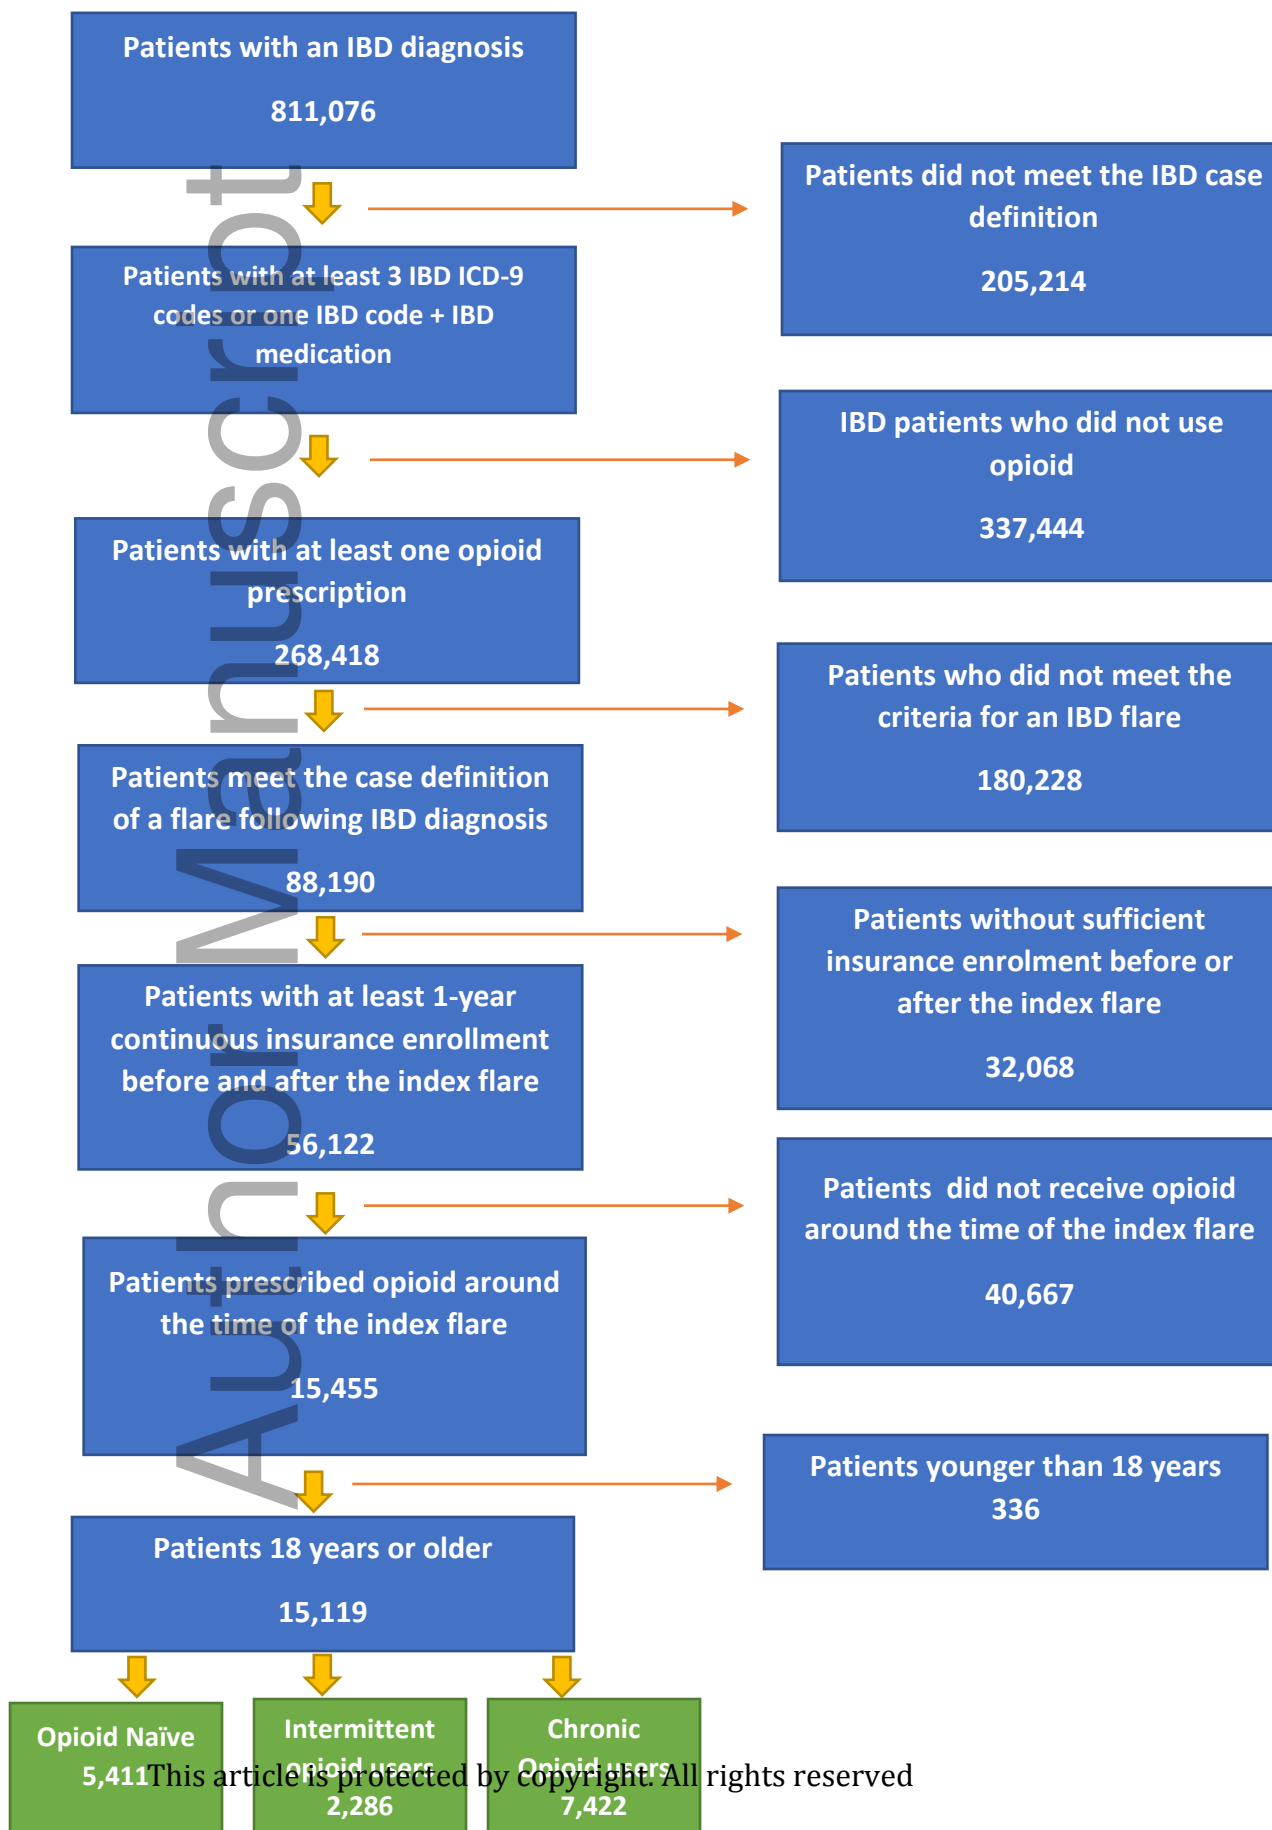 Patients with an IBD diagnosis
811,076
Patients did not meet the IBD case
definition
205,214
Patients with at least 3 IBD ICD-9
codes or one IBD code + IBD
medication
IBD patients who did not use
opioid
337,444
Patients with at least one opioid
prescription
268,418
Patients who did not meet the
criteria for an IBD flare
180,228
Patients meet the case definition
of a flare following IBD diagnosis
88,190
Patients without sufficient
insurance enrolment before or
after the index flare
32,068
Patients with at least 1-year
continuous insurance enrollment
before and after the index flare
56,122
Patients did not receive opioid
around the time of the index flare
40,667
Patients prescribed opioid around
the time of the index flare
15,455
Patients younger than 18 years
336
Patients 18 years or older
15,119
Opioid Naïve
5,411
Intermittent
opioid users
2,286
Chronic
Opioid users
7,422
This article is protected by copyright. All rights reserved
Author Manuscript